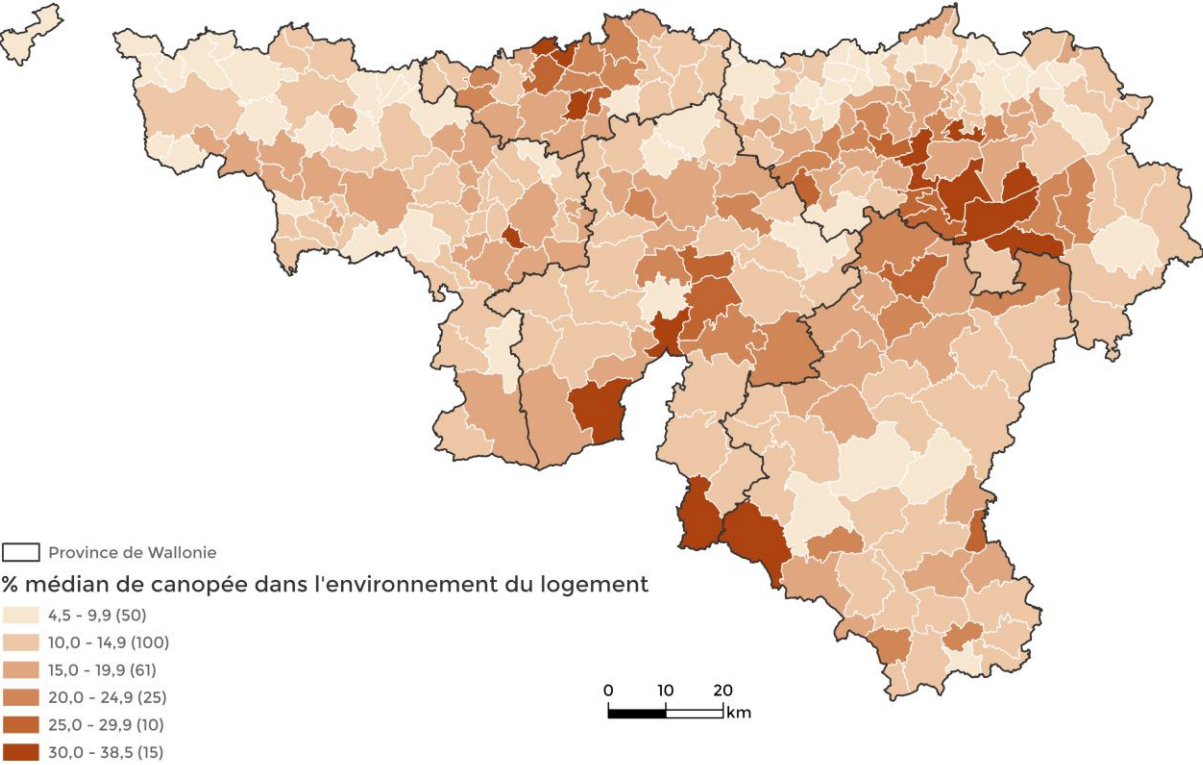 Province de Wallonie
% médian de canopée dans l'environnement du logement
4,5 - 9,9 (50)
10,0 - 14,9 (100)
15,0 - 19,9 (61)
20,0 - 24,9 (25)
25,0 - 29,9 (10)
30,0 - 38,5 (15)
0 10 20
km